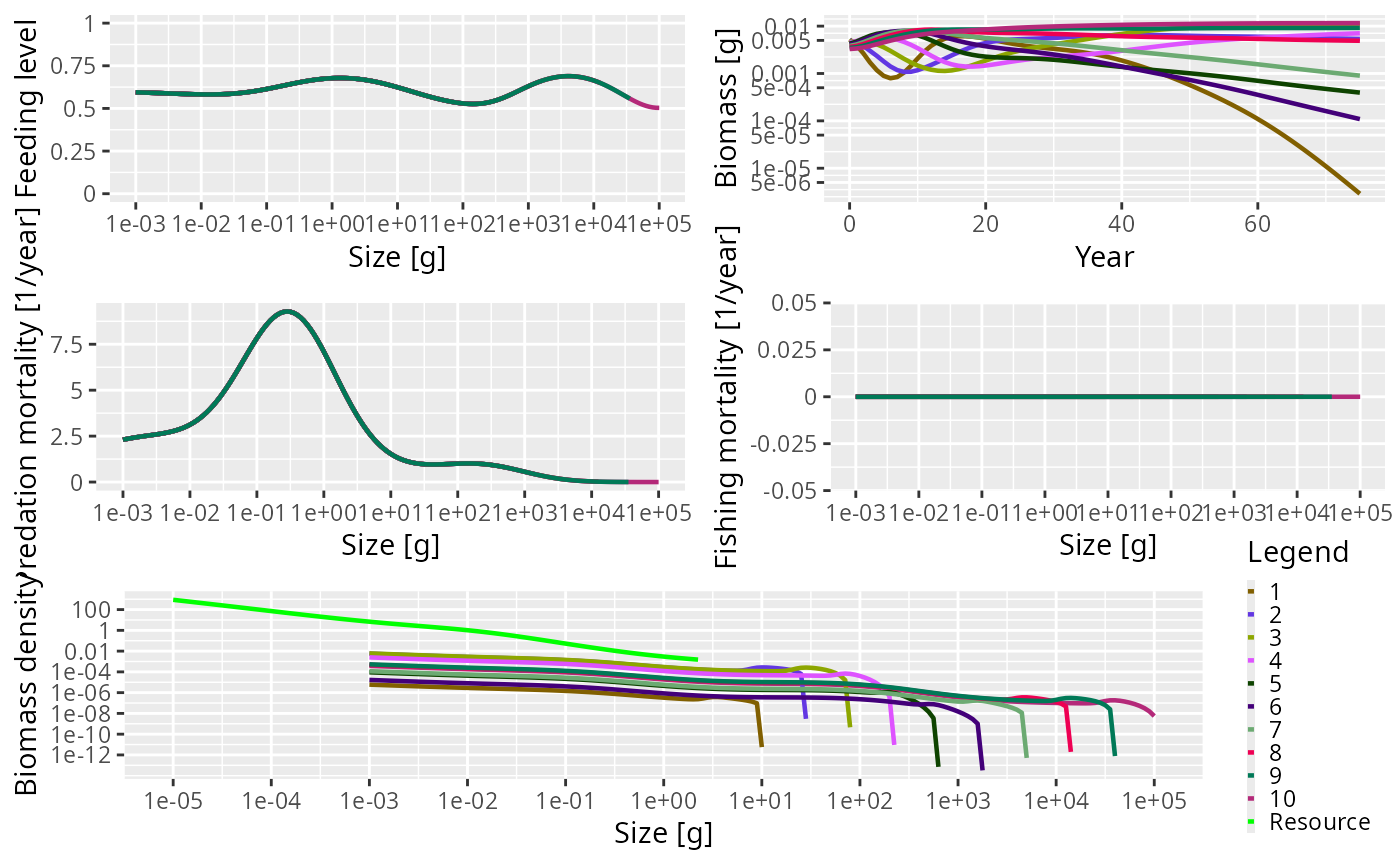 Feeding level
1
0.75
0.5
0.25
0
1e-03 1e-02 1e-01 1e+00 1e+01 1e+02 1e+03 1e+04 1e+05
Size [g]
Biomass [g]
0.01
0.005
0.001
5e-04
1e-04
5e-05
1e-05
5e-06
0 20 40 60
Year
Predation mortality [1/year]
7.5
5
2.5
0
1e-03 1e-02 1e-01 1e+00 1e+01 1e+02 1e+03 1e+04 1e+05
Size [g]
Fishing mortality [1/year]
0.05
0.025
0
-0.025
-0.05
1e-03 1e-02 1e-01 1e+00 1e+01 1e+02 1e+03 1e+04 1e+05
Size [g]
Biomass density
100
1
0.01
1e-04
1e-06
1e-08
1e-10
1e-12
1e-05 1e-04 1e-03 1e-02 1e-01 1e+00 1e+01 1e+02 1e+03 1e+04 1e+05
Size [g]
Legend
1
2
3
4
5
6
7
8
9
10
Resource